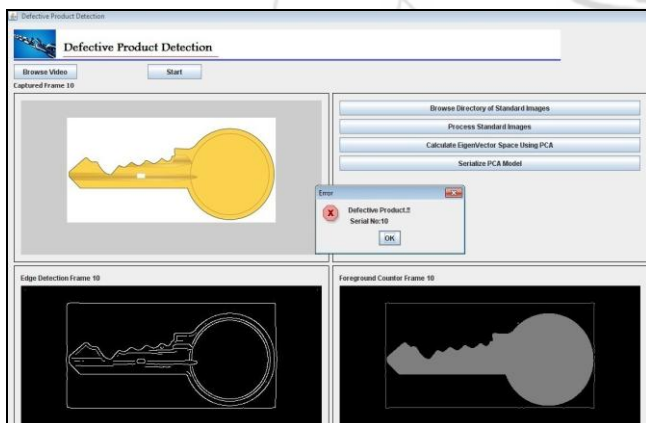 Defective Product Detection
Defective Product Detection
Browse Video
Start
Captured Frame 10
Browse Directory of Standard Images
Process Standard Images
Calculate EigenVector Space Using PCA
Serialize PCA Model
Error
Defective Product.!!
Serial No:10
OK
Edge Detection Frame 10
Foreground Counter Frame 10